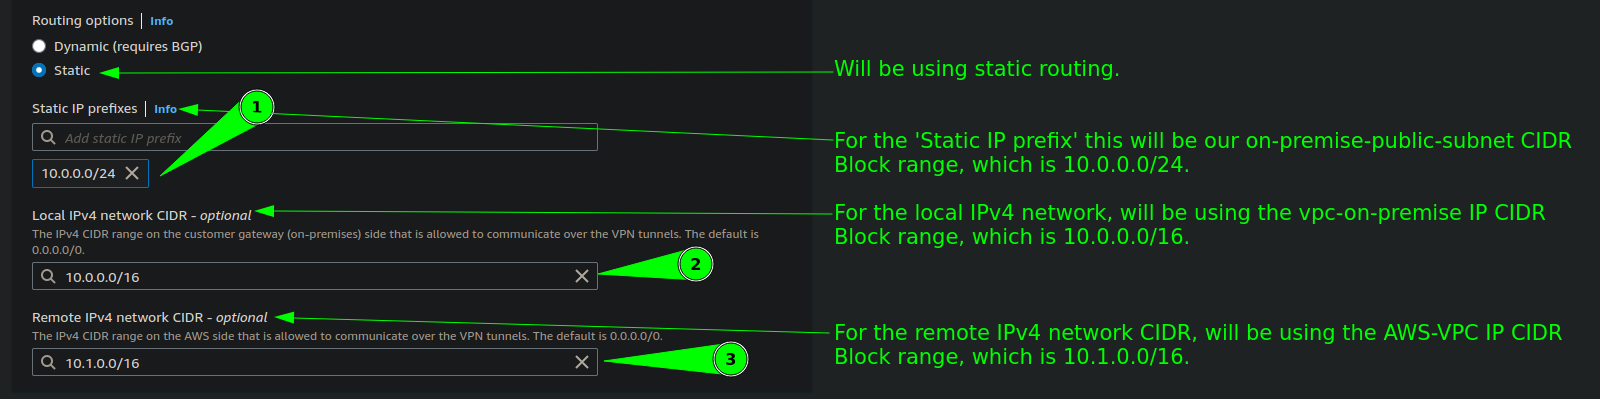 Routing options | Info
Dynamic (requires BGP)
Static
Will be using static routing.
Static IP prefixes | Info
1
Add static IP prefix
For the 'Static IP prefix' this will be our on-premise-public-subnet CIDR
Block range, which is 10.0.0.0/24.
10.0.0.0/24
Local IPv4 network CIDR - optional
For the local IPv4 network, will be using the vpc-on-premise IP CIDR
Block range, which is 10.0.0.0/16.
The IPv4 CIDR range on the customer gateway (on-premises) side that is allowed to communicate over the VPN tunnels. The default is
0.0.0.0/0.
10.0.0.0/16
2
Remote IPv4 network CIDR - optional
The IPv4 CIDR range on the AWS side that is allowed to communicate over the VPN tunnels. The default is 0.0.0.0/0.
For the remote IPv4 network CIDR, will be using the AWS-VPC IP CIDR
Block range, which is 10.1.0.0/16.
10.1.0.0/16
3